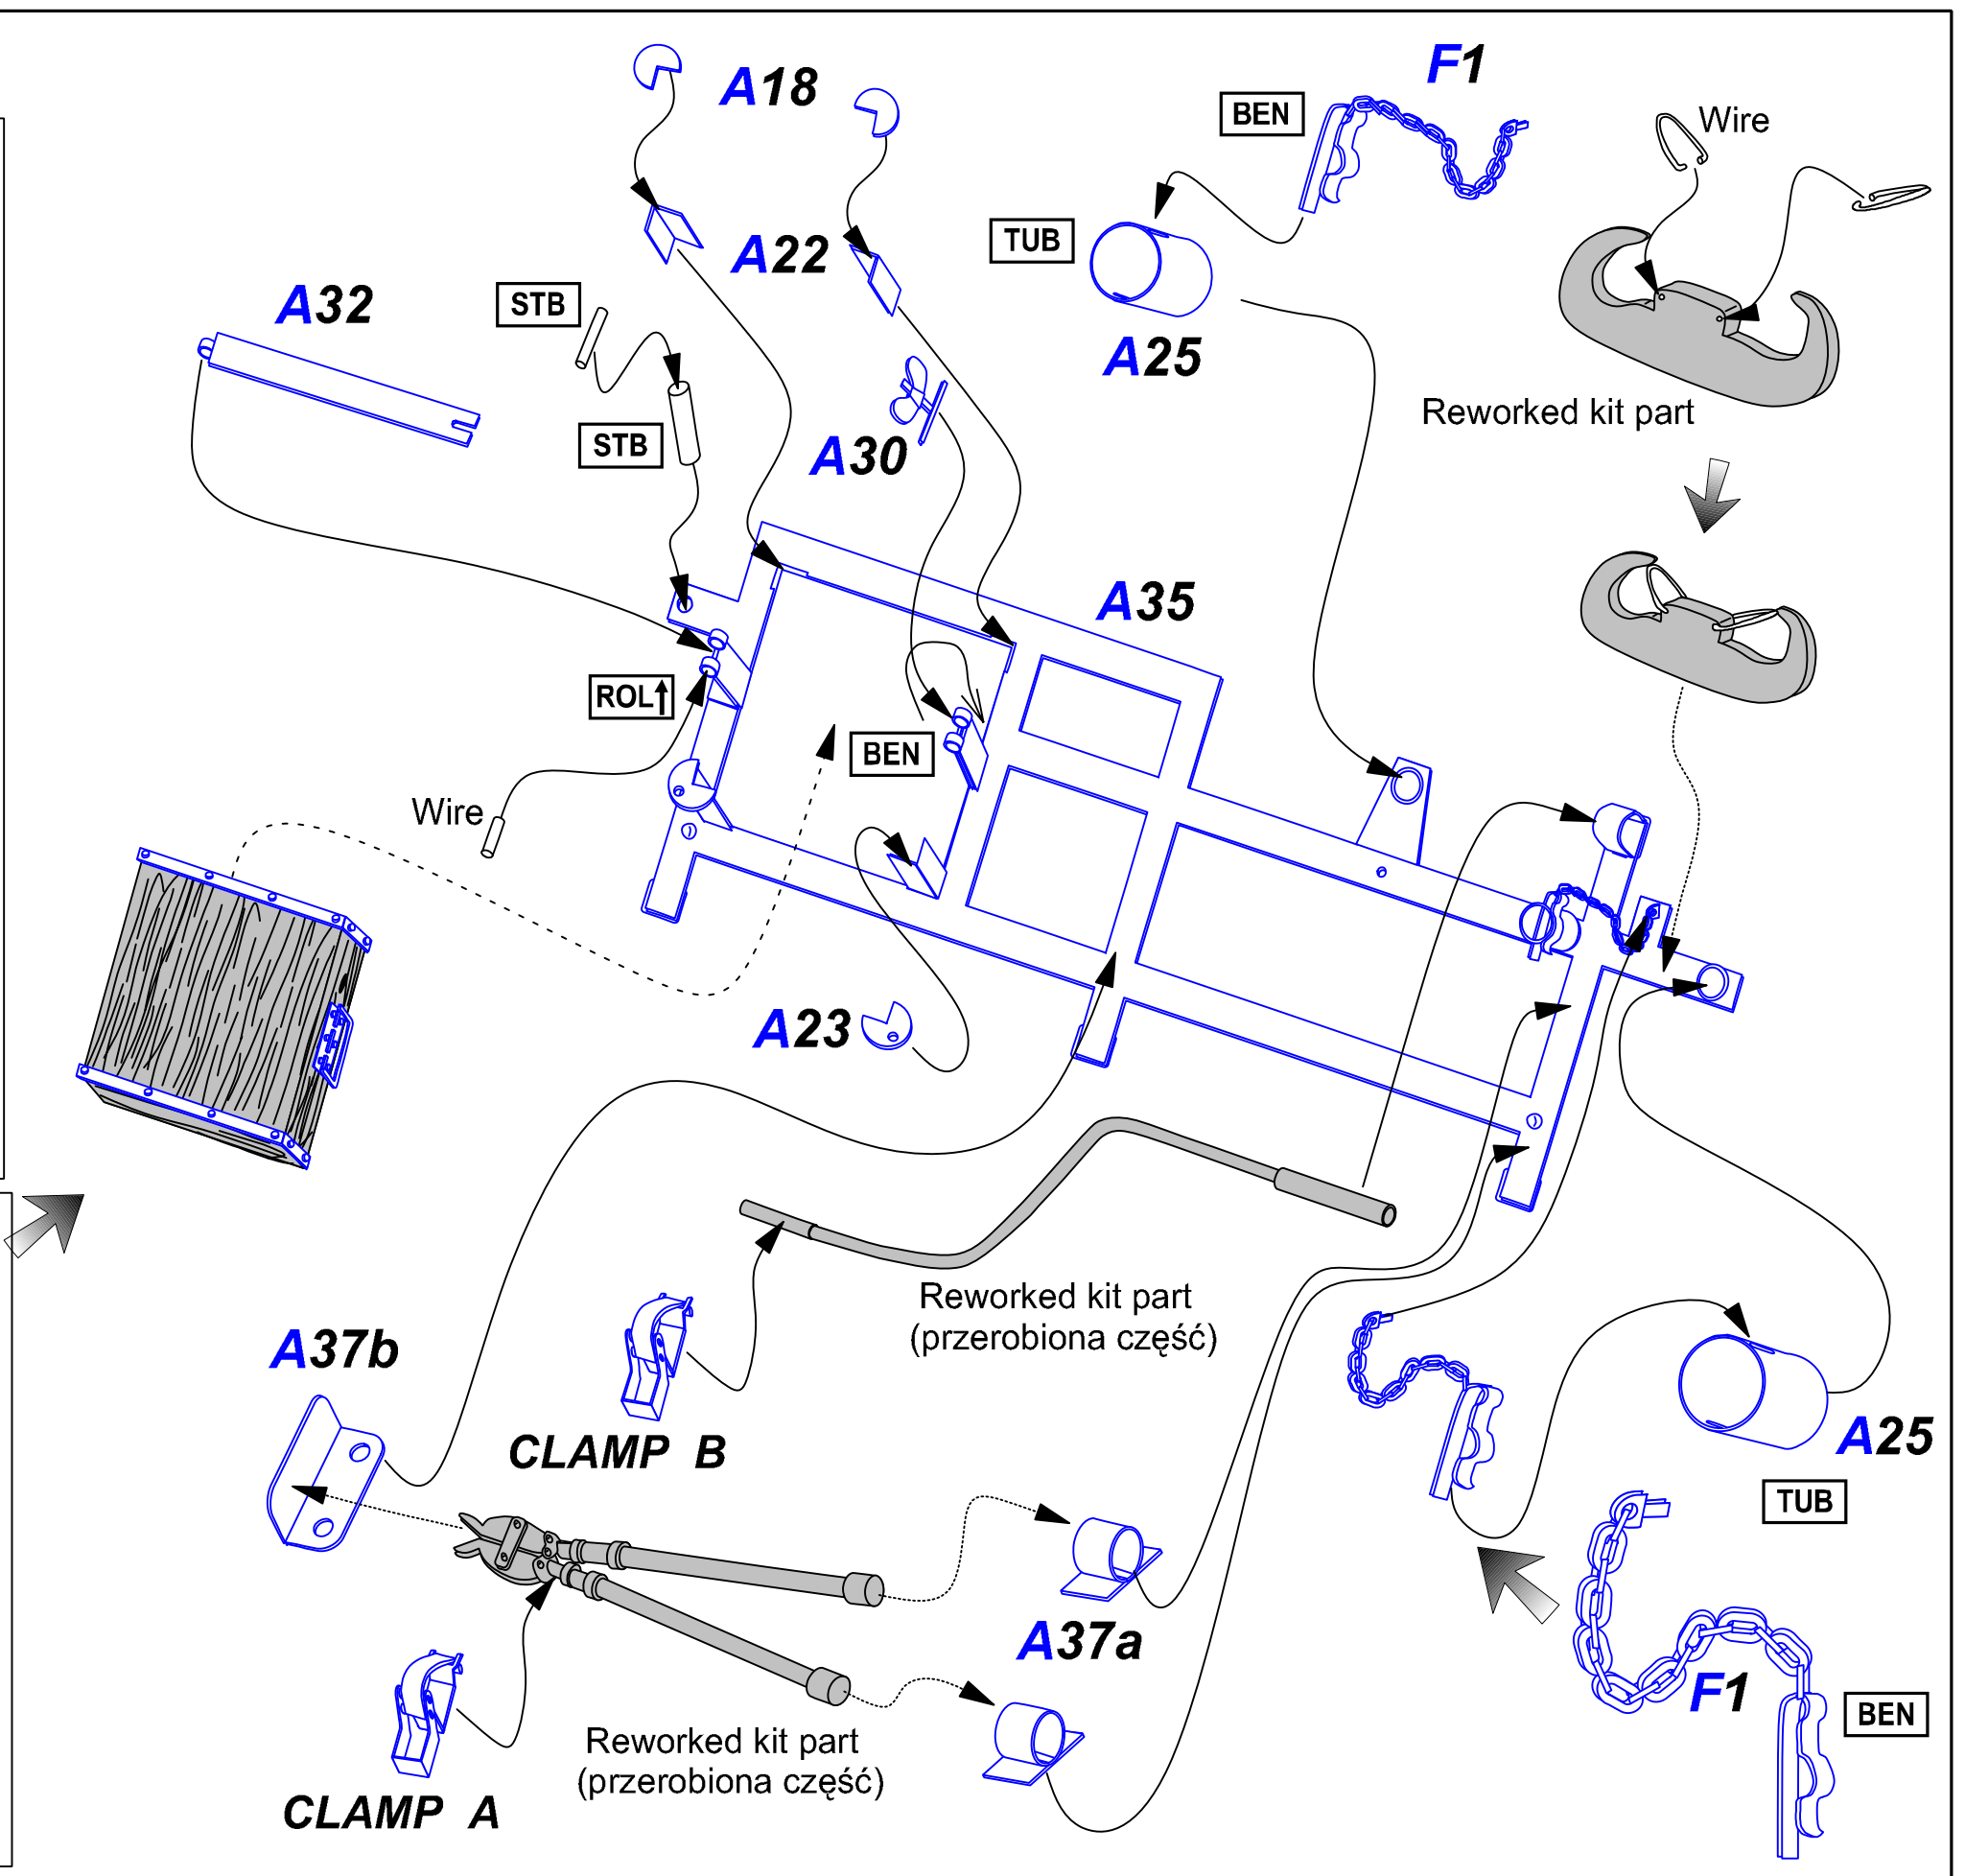 A18
F1
BEN
Wire
A22
TUB
A32
STB
A25
STB
A30
Reworked kit part
A35
ROL
BEN
Wire
A23
Reworked kit part
(przerobiona część)
A37b
CLAMP B
A25
TUB
A37a
F1
BEN
Reworked kit part
(przerobiona część)
CLAMP A